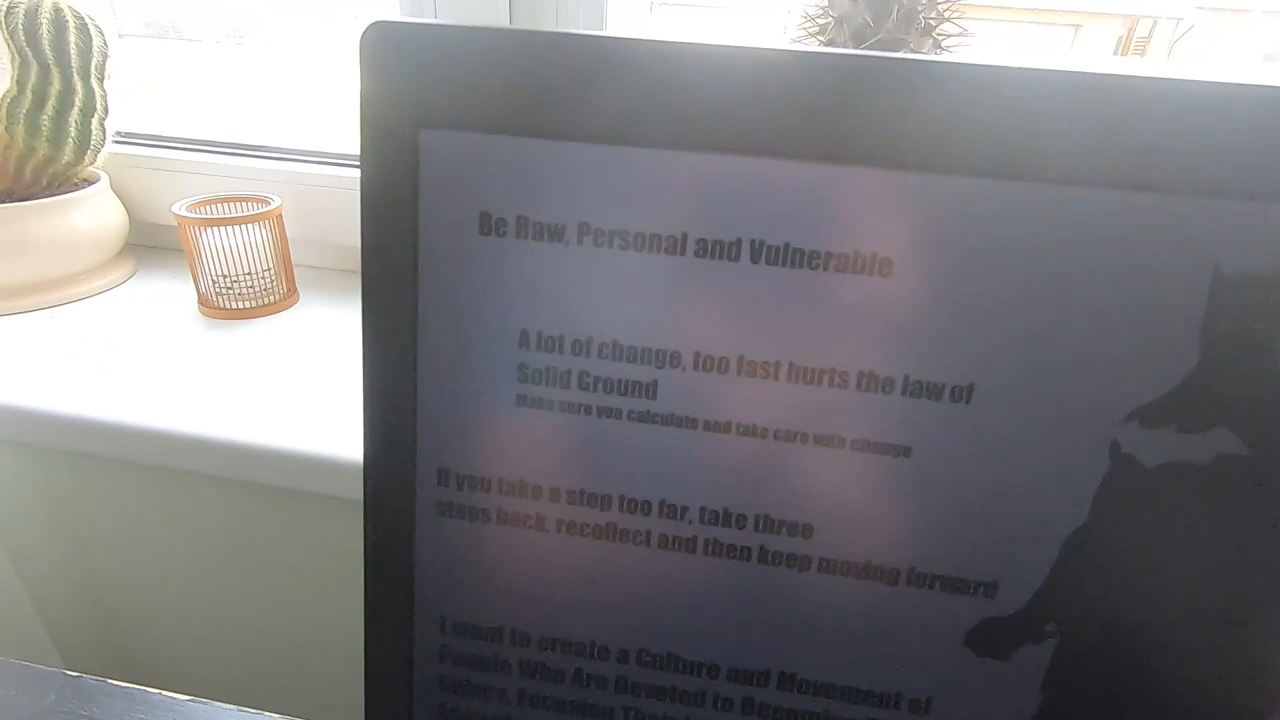 Be Raw, Personal and Vulnerable
A lot of change, too fast hurts the law of
Solid Ground
Make sure you calculate and take care with change
If you take a step too far, take three
steps back, recollect and then keep moving forward
I want to create a Culture and Movement of
People Who Are Devoted to Becoming